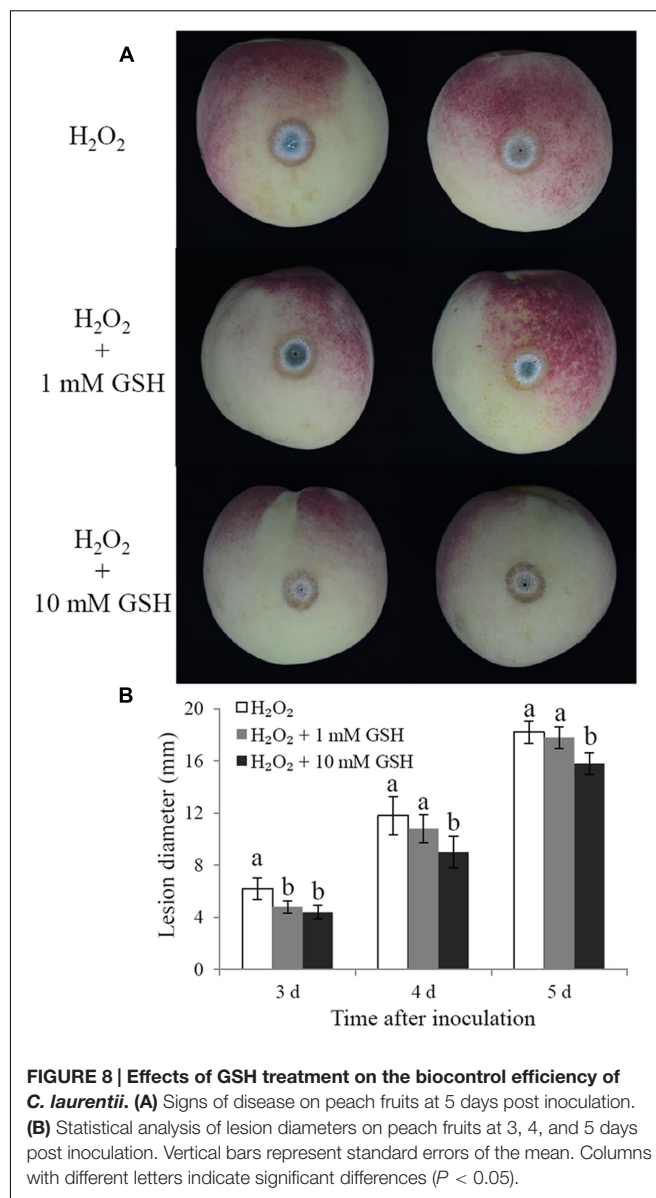 A
H₂O₂
H₂O₂
+
1 mM GSH
H₂O₂
+
10 mM GSH
B
20
16
12
8
4
0
Lesion diameter (mm)
H₂O₂
H₂O₂ + 1 mM GSH
H₂O₂ + 10 mM GSH
a
b
b
a
a
b
a
a
b
3 d
4 d
5 d
Time after inoculation
FIGURE 8 | Effects of GSH treatment on the biocontrol efficiency of
C. laurentii. (A) Signs of disease on peach fruits at 5 days post inoculation.
(B) Statistical analysis of lesion diameters on peach fruits at 3, 4, and 5 days
post inoculation. Vertical bars represent standard errors of the mean. Columns
with different letters indicate significant differences (P < 0.05).